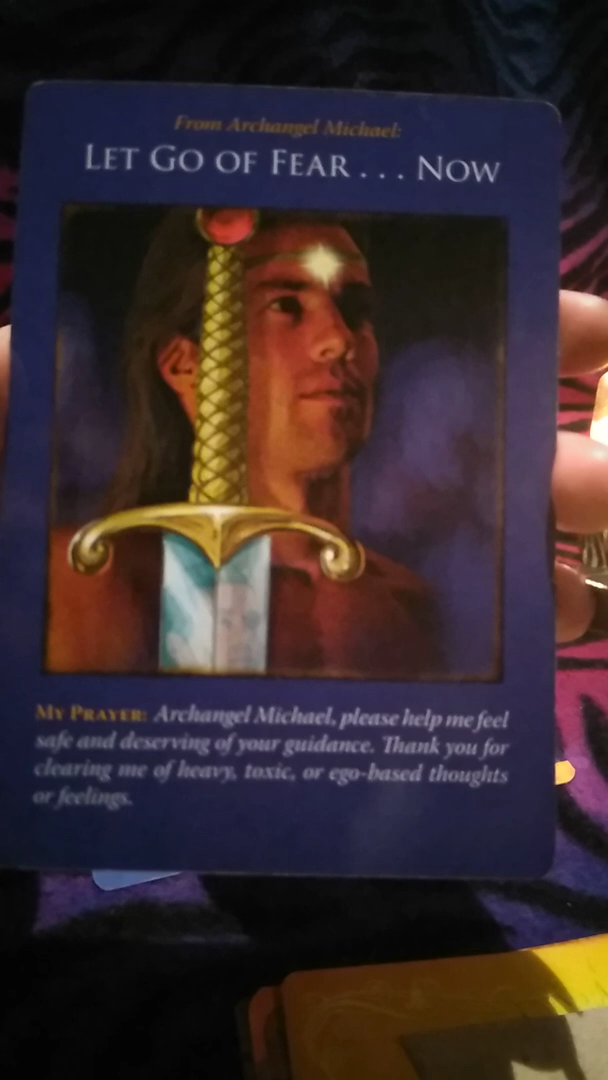 From Archangel Michael:
LET GO OF FEAR . . . NOW
MY PRAYER: Archangel Michael, please help me feel
safe and deserving of your guidance. Thank you for
clearing me of heavy, toxic, or ego-based thoughts
or feelings.